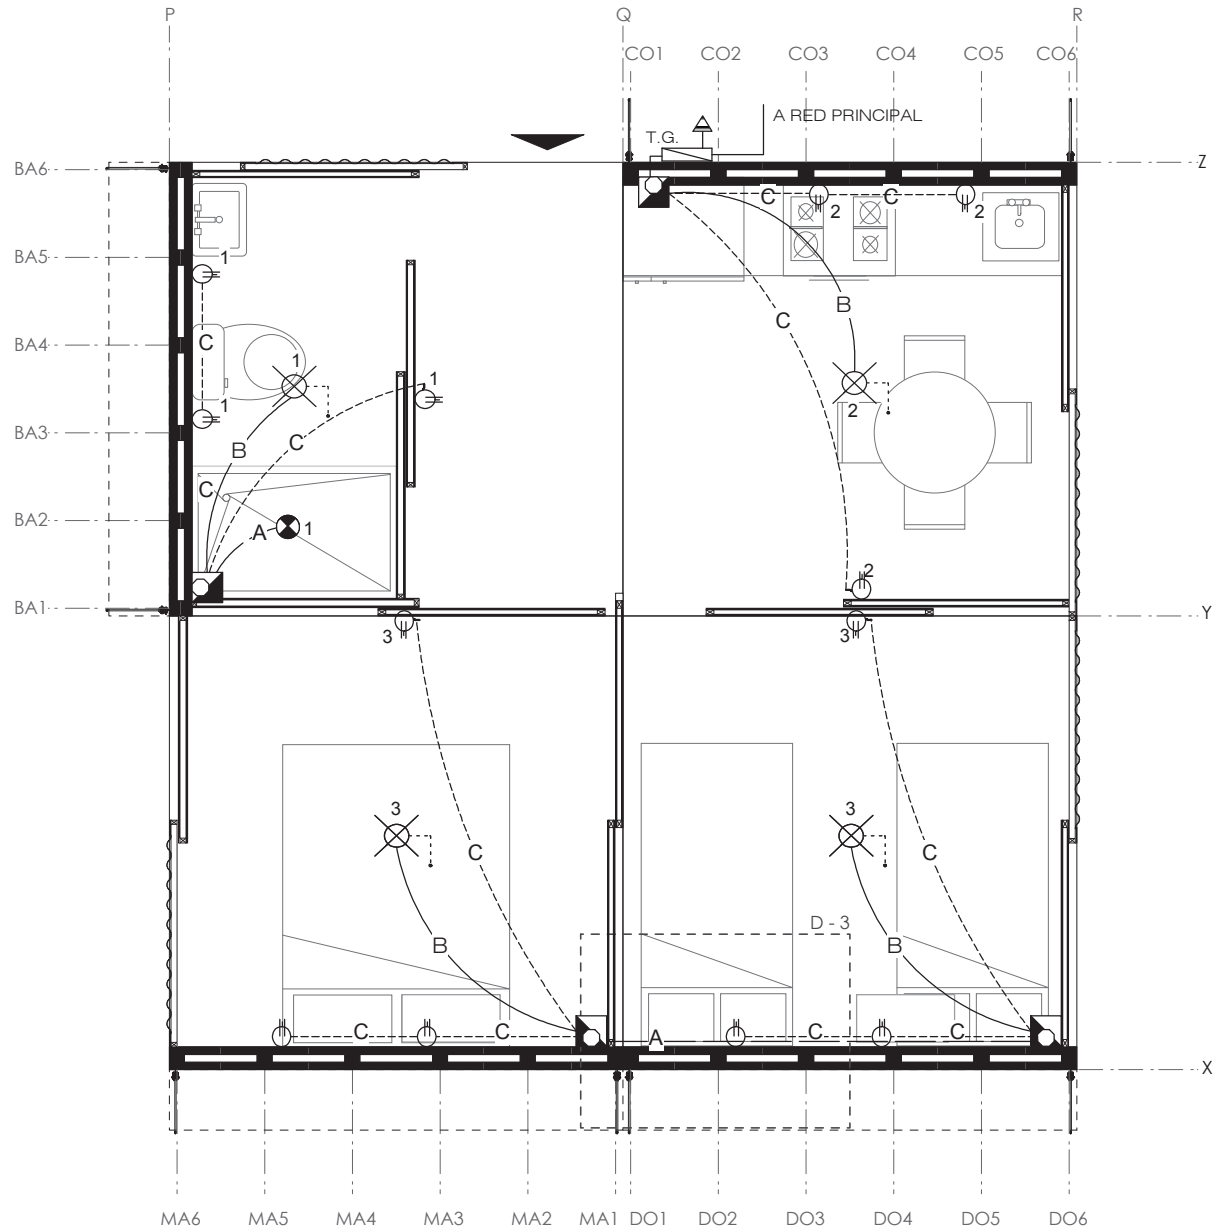 P Q R
CO1 CO2 CO3 CO4 CO5 CO6
A RED PRINCIPAL
T.G.
Z
BA6
C 2 C 2
BA5
1
B
C
BA4
C
1
1
2
1
BA3
C
B
C
BA2
A 1
2
BA1
Y
3
3
3
3
C
C
D - 3
B
B
C C
A C C
X
MA6 MA5 MA4 MA3 MA2 MA1 DO1 DO2 DO3 DO4 DO5 DO6